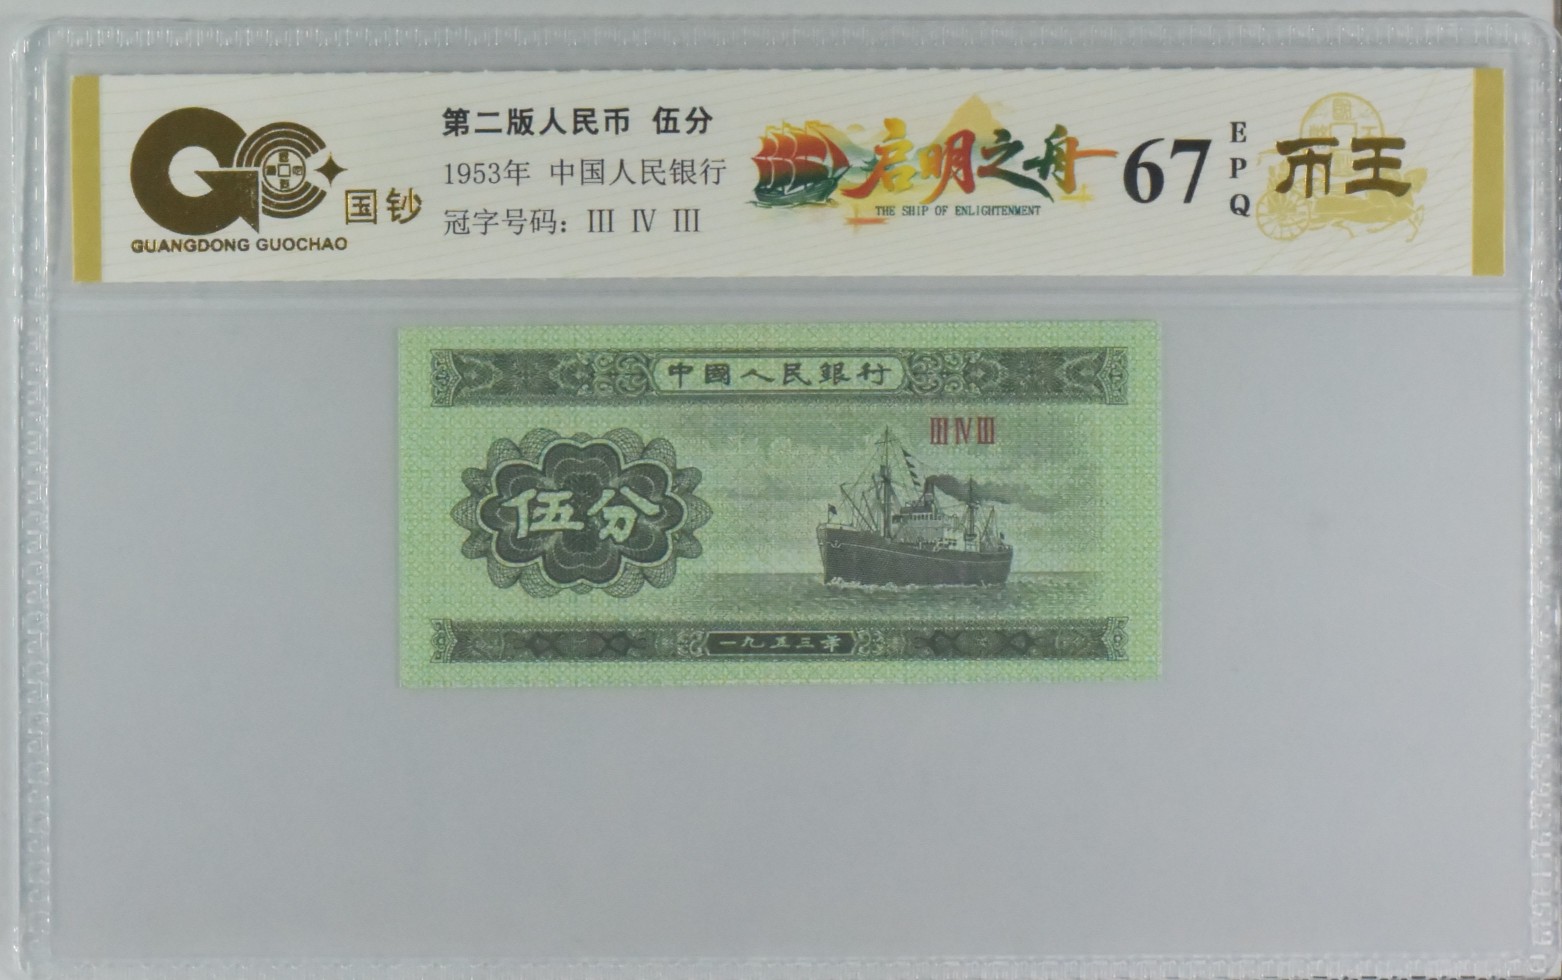 国钞
GUANGDONG GUOCHAO
第二版人民币 伍分
1953年 中国人民银行
冠字号码：III IV III
启明之舟
THE SHIP OF ENLIGHTENMENT
67
EPQ
币王
中國人民銀行
III IV III
伍分
一九五三年